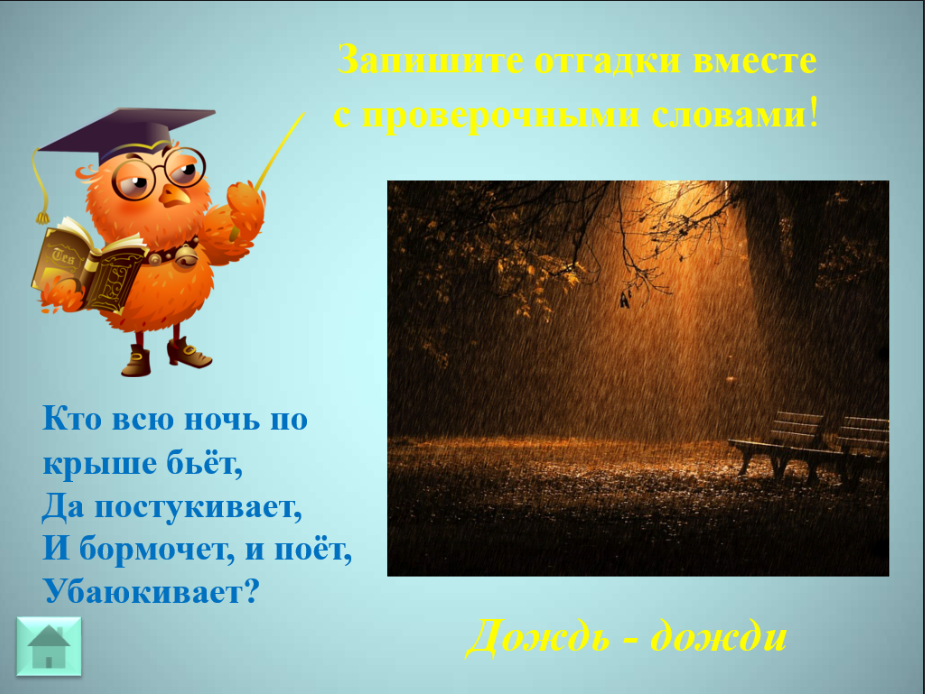 Запишите отгадки вместе
с проверочными словами!
Кто всю ночь по
крыше бьёт,
Да постукивает,
И бормочет, и поёт,
Убаюкивает?
Дождь - дожди